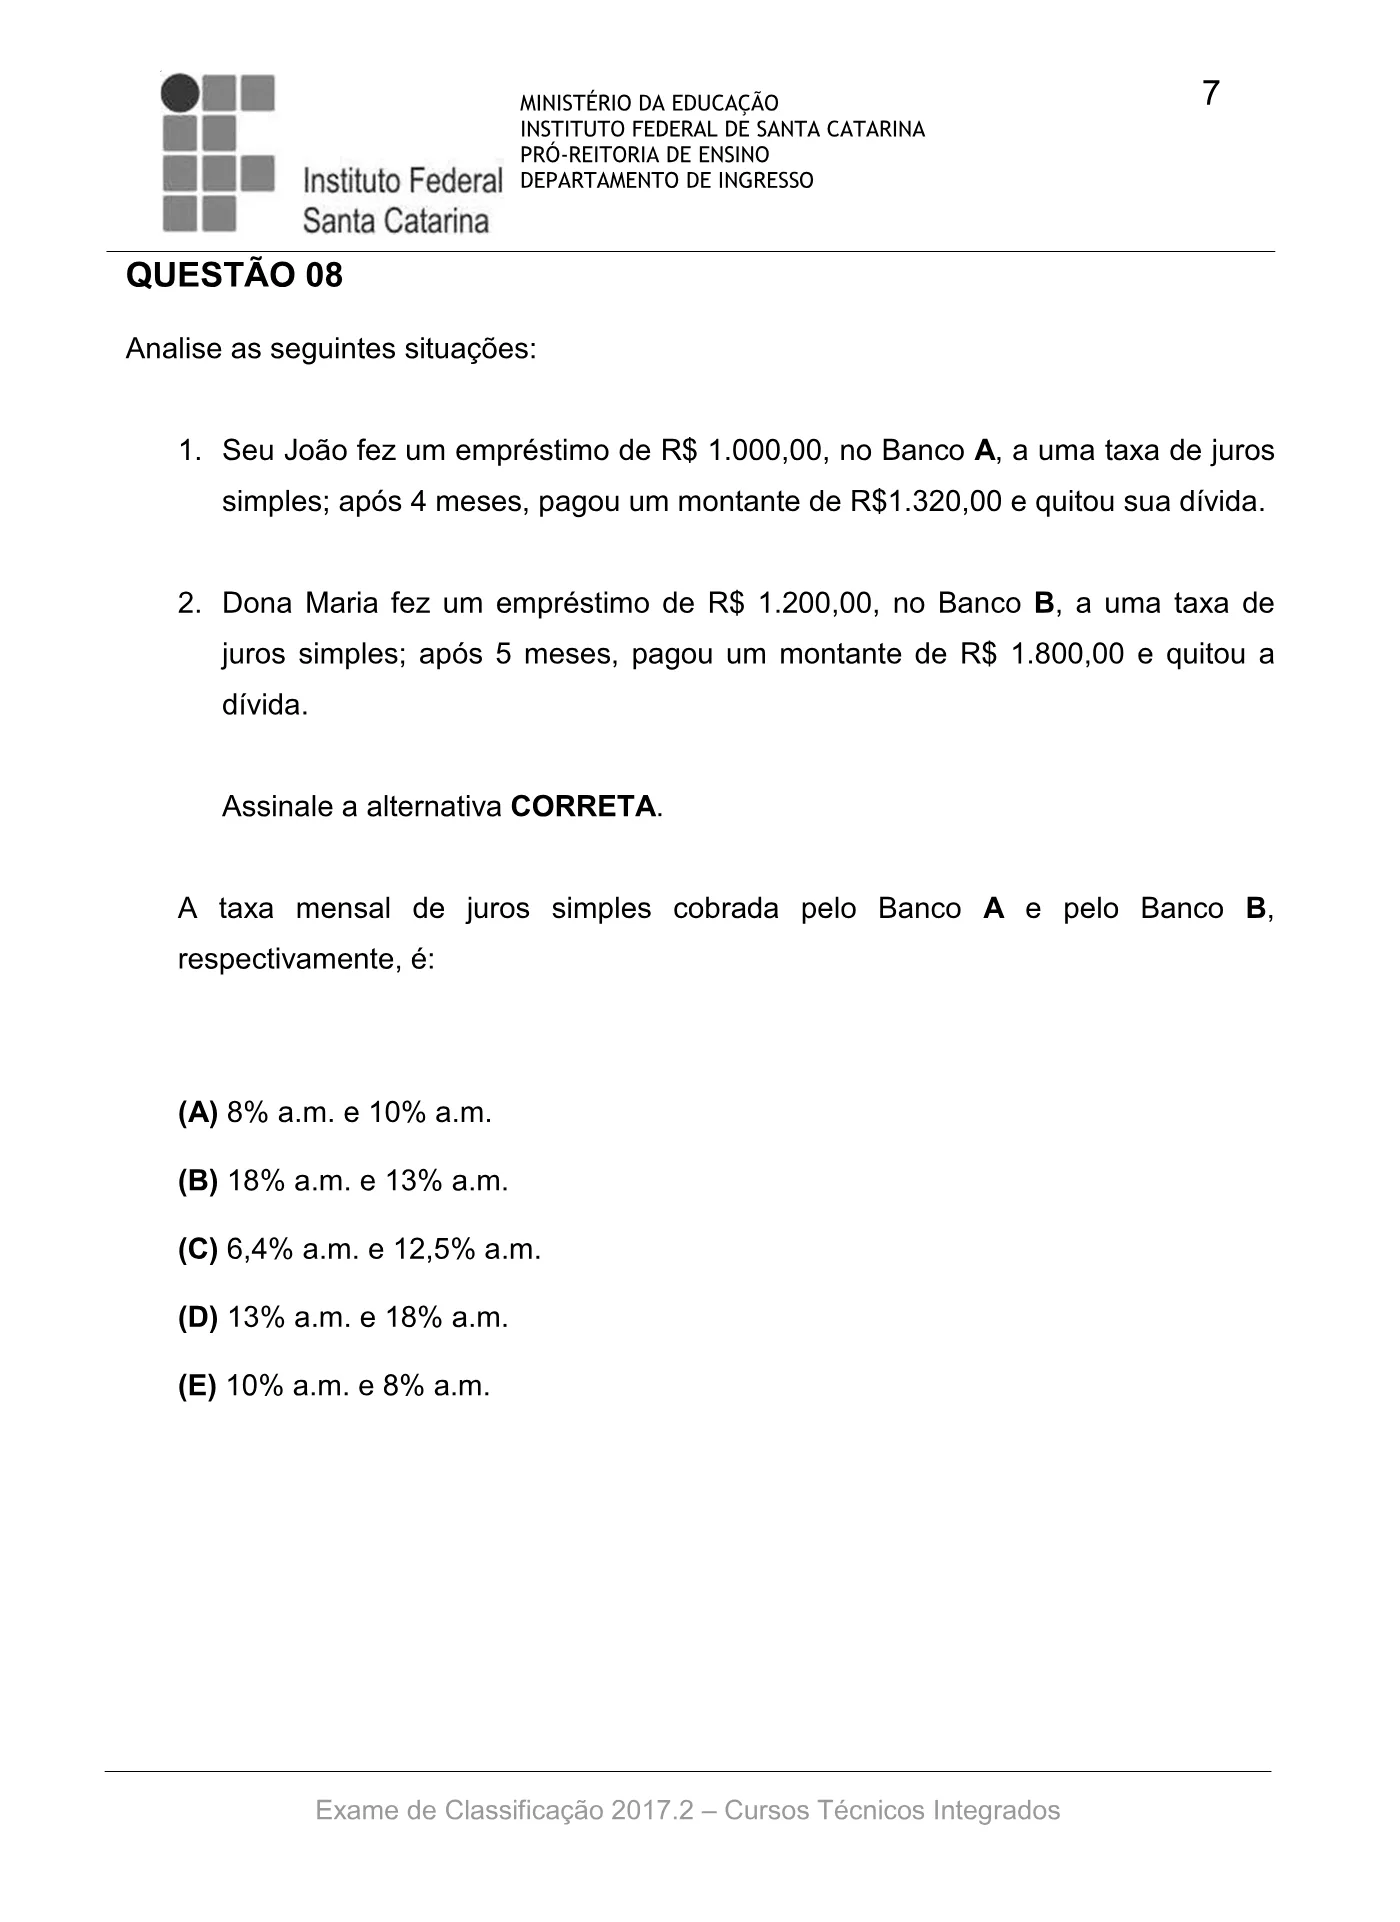 7
MINISTÉRIO DA EDUCAÇÃO
INSTITUTO FEDERAL DE SANTA CATARINA
PRÓ-REITORIA DE ENSINO
DEPARTAMENTO DE INGRESSO
Instituto Federal
Santa Catarina
QUESTÃO 08
Analise as seguintes situações:
1. Seu João fez um empréstimo de R$ 1.000,00, no Banco A, a uma taxa de juros
simples; após 4 meses, pagou um montante de R$1.320,00 e quitou sua dívida.
2. Dona Maria fez um empréstimo de R$ 1.200,00, no Banco B, a uma taxa de
juros simples; após 5 meses, pagou um montante de R$ 1.800,00 e quitou a
dívida.
Assinale a alternativa CORRETA.
A taxa mensal de juros simples cobrada pelo Banco A e pelo Banco B,
respectivamente, é:
(A) 8% a.m. e 10% a.m.
(B) 18% a.m. e 13% a.m.
(C) 6,4% a.m. e 12,5% a.m.
(D) 13% a.m. e 18% a.m.
(E) 10% a.m. e 8% a.m.
Exame de Classificação 2017.2 – Cursos Técnicos Integrados